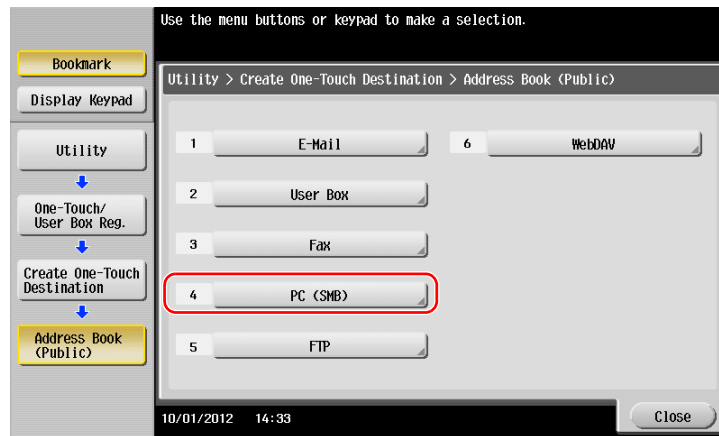 Use the menu buttons or keypad to make a selection.
Bookmark
Display Keypad
Utility
One-Touch/
User Box Reg.
Create One-Touch
Destination
Address Book
(Public)
Utility > Create One-Touch Destination > Address Book (Public)
1 E-Mail
6 WebDAV
2 User Box
3 Fax
4 PC (SMB)
5 FTP
10/01/2012 14:33
Close